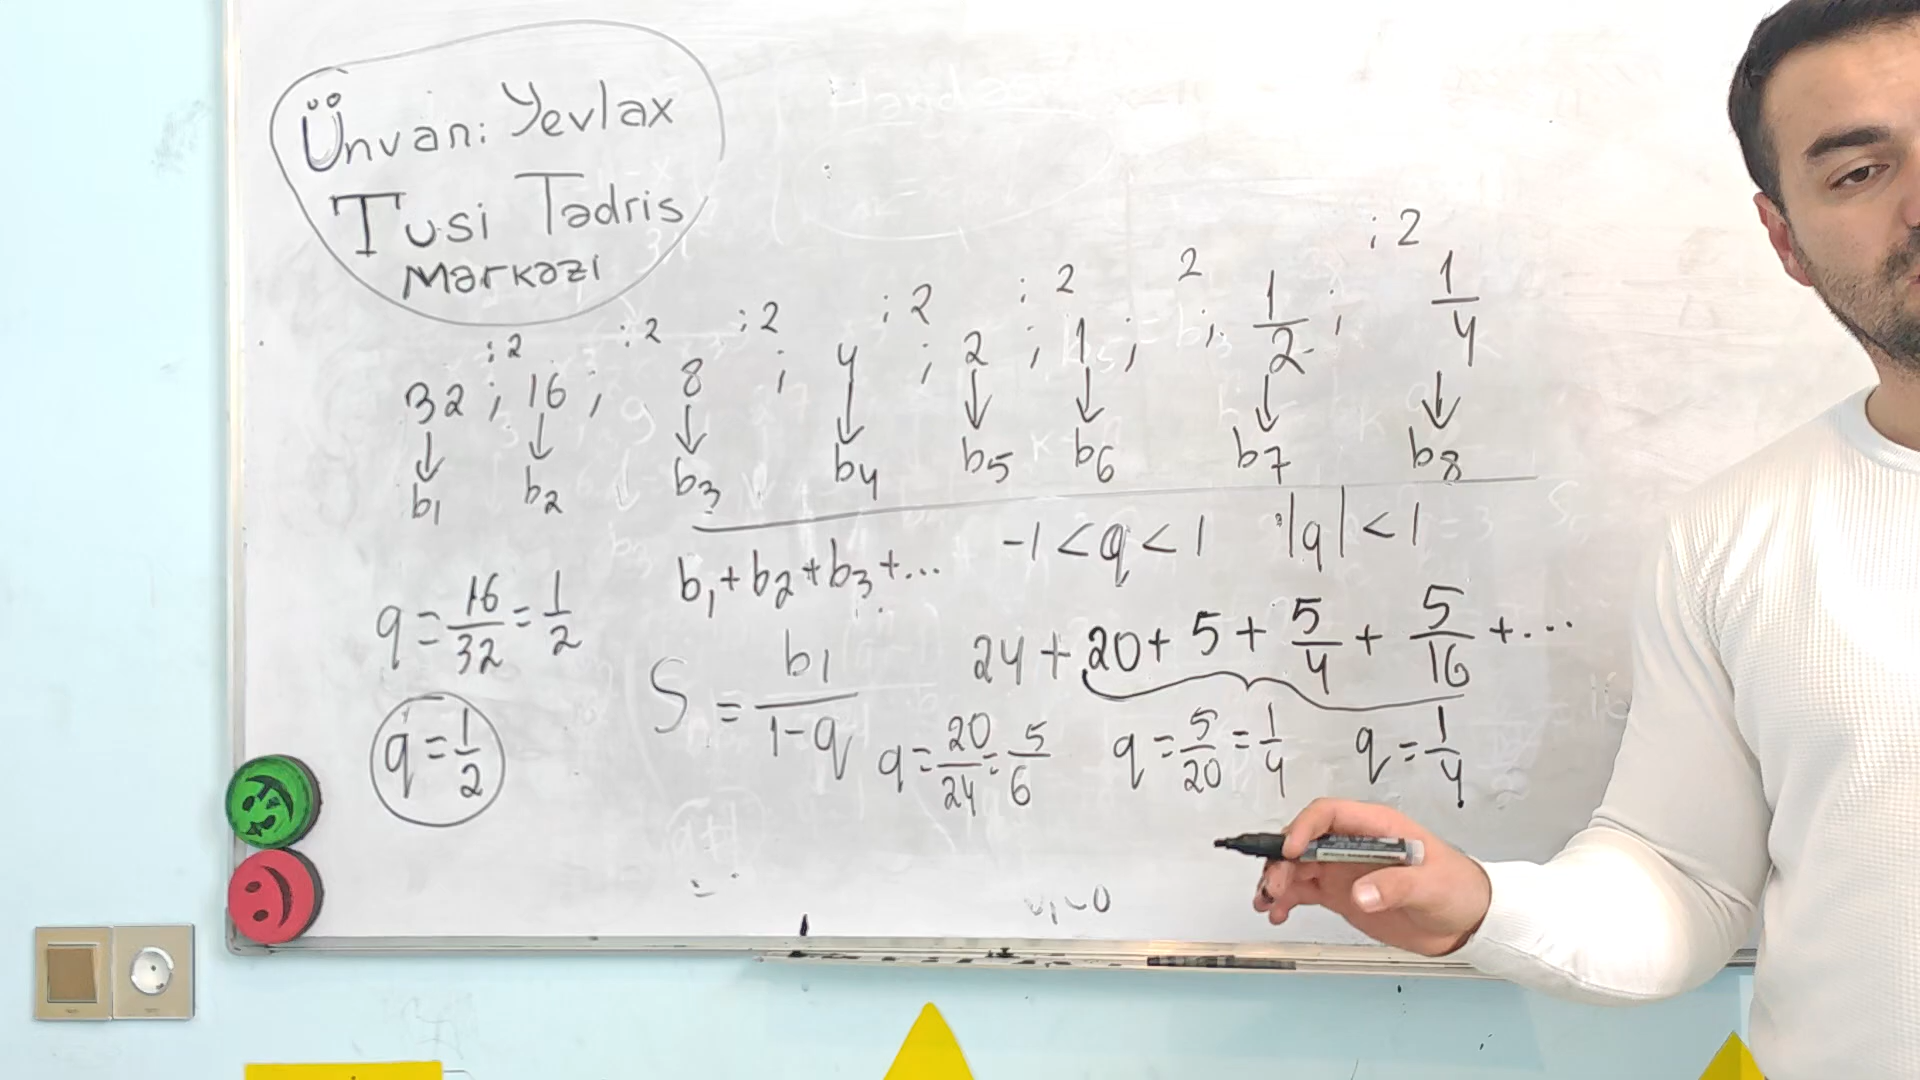 Ünvan: Yevlax
Tusi Tədris
Mərkəzi
:2 :2 :2 :2 :2 2 :2
32 ; 16 ; 8 ; 4 ; 2 ; 1 ; 1/2 ; 1/4
b1 b2 b3 b4 b5 b6 b7 b8
q = 16/32 = 1/2
q = 1/2
b1 + b2 + b3 + ...
-1 < q < 1 |q| < 1
S = b1/(1-q)
24 + 20 + 5 + 5/4 + 5/16 + ...
q = 20/24 = 5/6 q = 5/20 = 1/4 q = 1/4